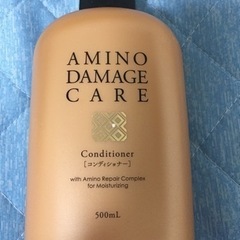 AMINO
DAMAGE
CARE
Conditioner
[コンディショナー]
with Amino Repair Complex
for Moisturizing
500mL